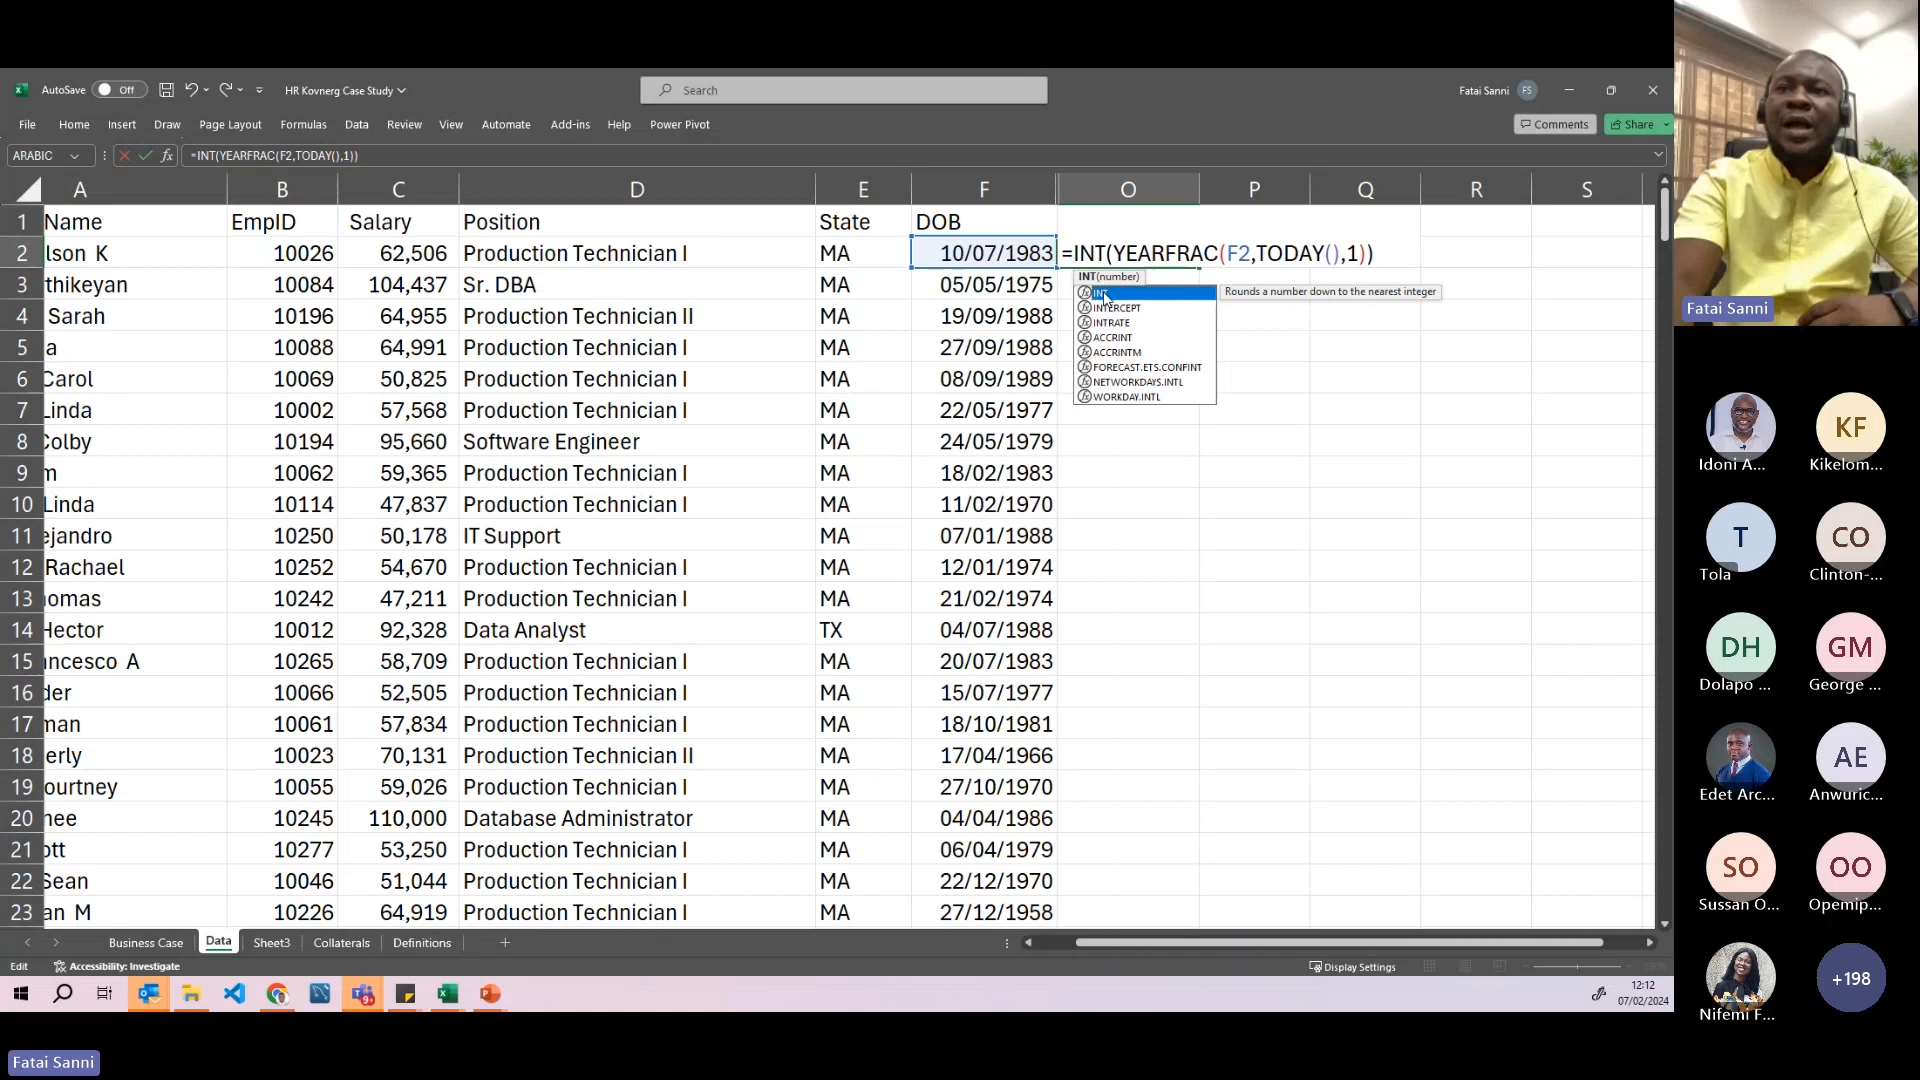 AutoSave Off HR Kovnerg Case Study Search Fatai Sanni FS
File Home Insert Draw Page Layout Formulas Data Review View Automate Add-ins Help Power Pivot Comments Share
ARABIC fx =INT(YEARFRAC(F2,TODAY(),1))
A B C D E F O P Q R S
1 Name EmpID Salary Position State DOB
2 lson K 10026 62,506 Production Technician I MA 10/07/1983 =INT(YEARFRAC(F2,TODAY(),1))
INT(number)
INT Rounds a number down to the nearest integer
INTERCEPT
INTRATE
ACCRINT
ACCRINTM
FORECAST.ETS.CONFINT
NETWORKDAYS.INTL
WORKDAY.INTL
3 thikeyan 10084 104,437 Sr. DBA MA 05/05/1975
4 Sarah 10196 64,955 Production Technician II MA 19/09/1988
5 a 10088 64,991 Production Technician I MA 27/09/1988
6 Carol 10069 50,825 Production Technician I MA 08/09/1989
7 Linda 10002 57,568 Production Technician I MA 22/05/1977
8 Colby 10194 95,660 Software Engineer MA 24/05/1979
9 m 10062 59,365 Production Technician I MA 18/02/1983
10 Linda 10114 47,837 Production Technician I MA 11/02/1970
11 ejandro 10250 50,178 IT Support MA 07/01/1988
12 Rachael 10252 54,670 Production Technician I MA 12/01/1974
13 omas 10242 47,211 Production Technician I MA 21/02/1974
14 Hector 10012 92,328 Data Analyst TX 04/07/1988
15 ncesco A 10265 58,709 Production Technician I MA 20/07/1983
16 der 10066 52,505 Production Technician I MA 15/07/1977
17 man 10061 57,834 Production Technician I MA 18/10/1981
18 erly 10023 70,131 Production Technician II MA 17/04/1966
19 ourtney 10055 59,026 Production Technician I MA 27/10/1970
20 nee 10245 110,000 Database Administrator MA 04/04/1986
21 ott 10277 53,250 Production Technician I MA 06/04/1979
22 Sean 10046 51,044 Production Technician I MA 22/12/1970
23 an M 10226 64,919 Production Technician I MA 27/12/1958
Business Case Data Sheet3 Collaterals Definitions
Edit Accessibility: Investigate Display Settings
12:12
07/02/2024
Fatai Sanni
Fatai Sanni
KF
Idoni A... Kikelom...
T CO
Tola Clinton-...
DH GM
Dolapo ... George ...
AE
Edet Arc... Anwuric...
SO OO
Sussan O... Opemip...
+198
Nifemi F...